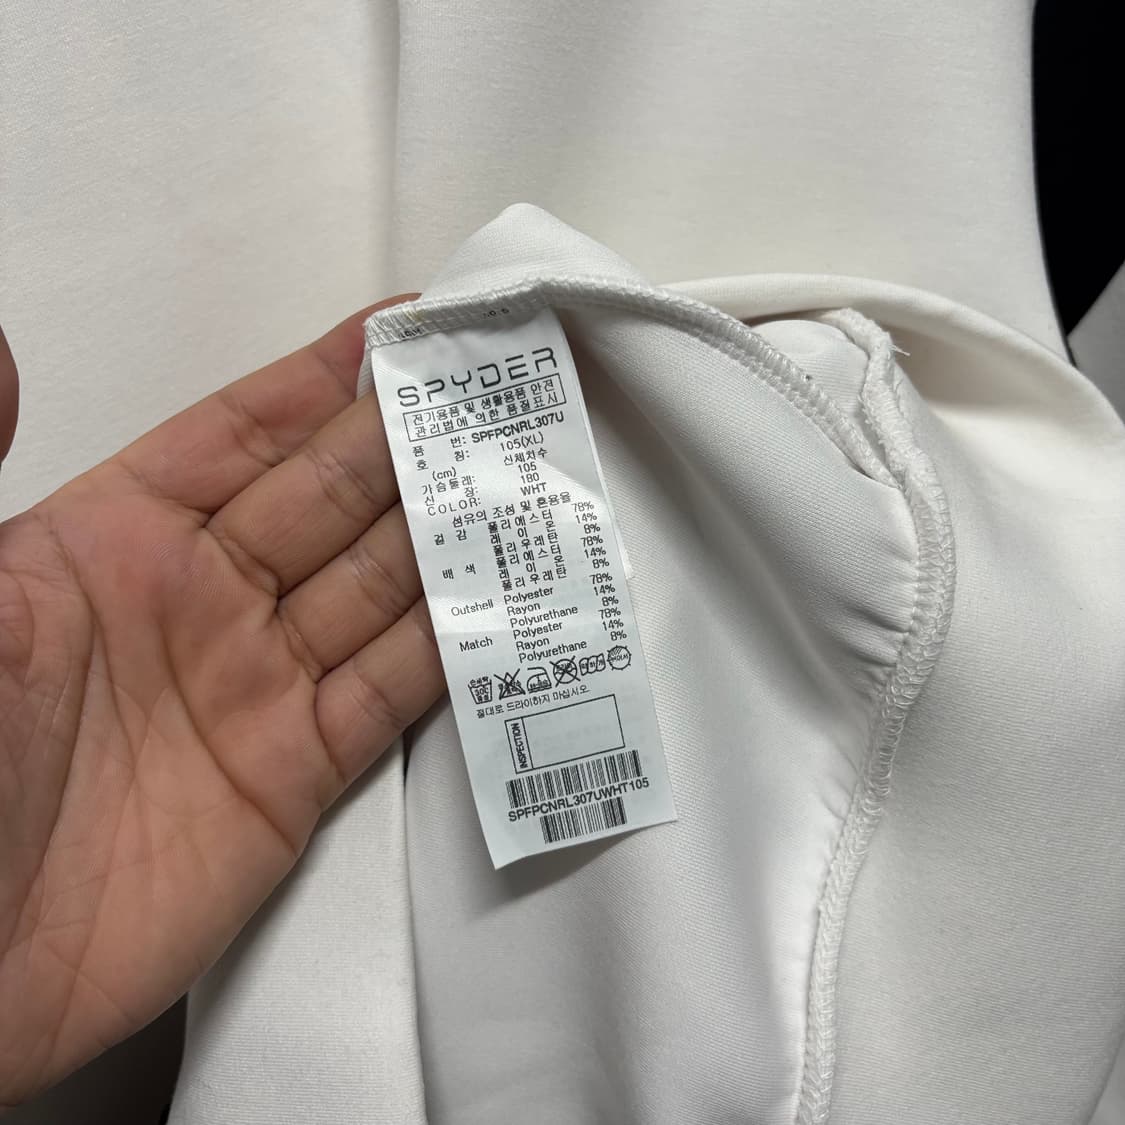 NO. 6
SPYDER
전기용품 및 생활용품 안전
관리법에 의한 품질표시
품 번: SPFPCNRL307U
호 칭: 105(XL)
(cm) 신체치수
가슴둘레: 105
신 장: 180
COLOR: WHT
섬유의 조성 및 혼용율
겉 감 폴리에스터 78%
레 이 온 14%
폴리우레탄 8%
배 색 폴리에스터 78%
레 이 온 14%
폴리우레탄 8%
Outshell Polyester 78%
Rayon 14%
Polyurethane 8%
Match Polyester 78%
Rayon 14%
Polyurethane 8%
절대로 드라이하지 마십시오
INSPECTION
SPFPCNRL307UWHT105